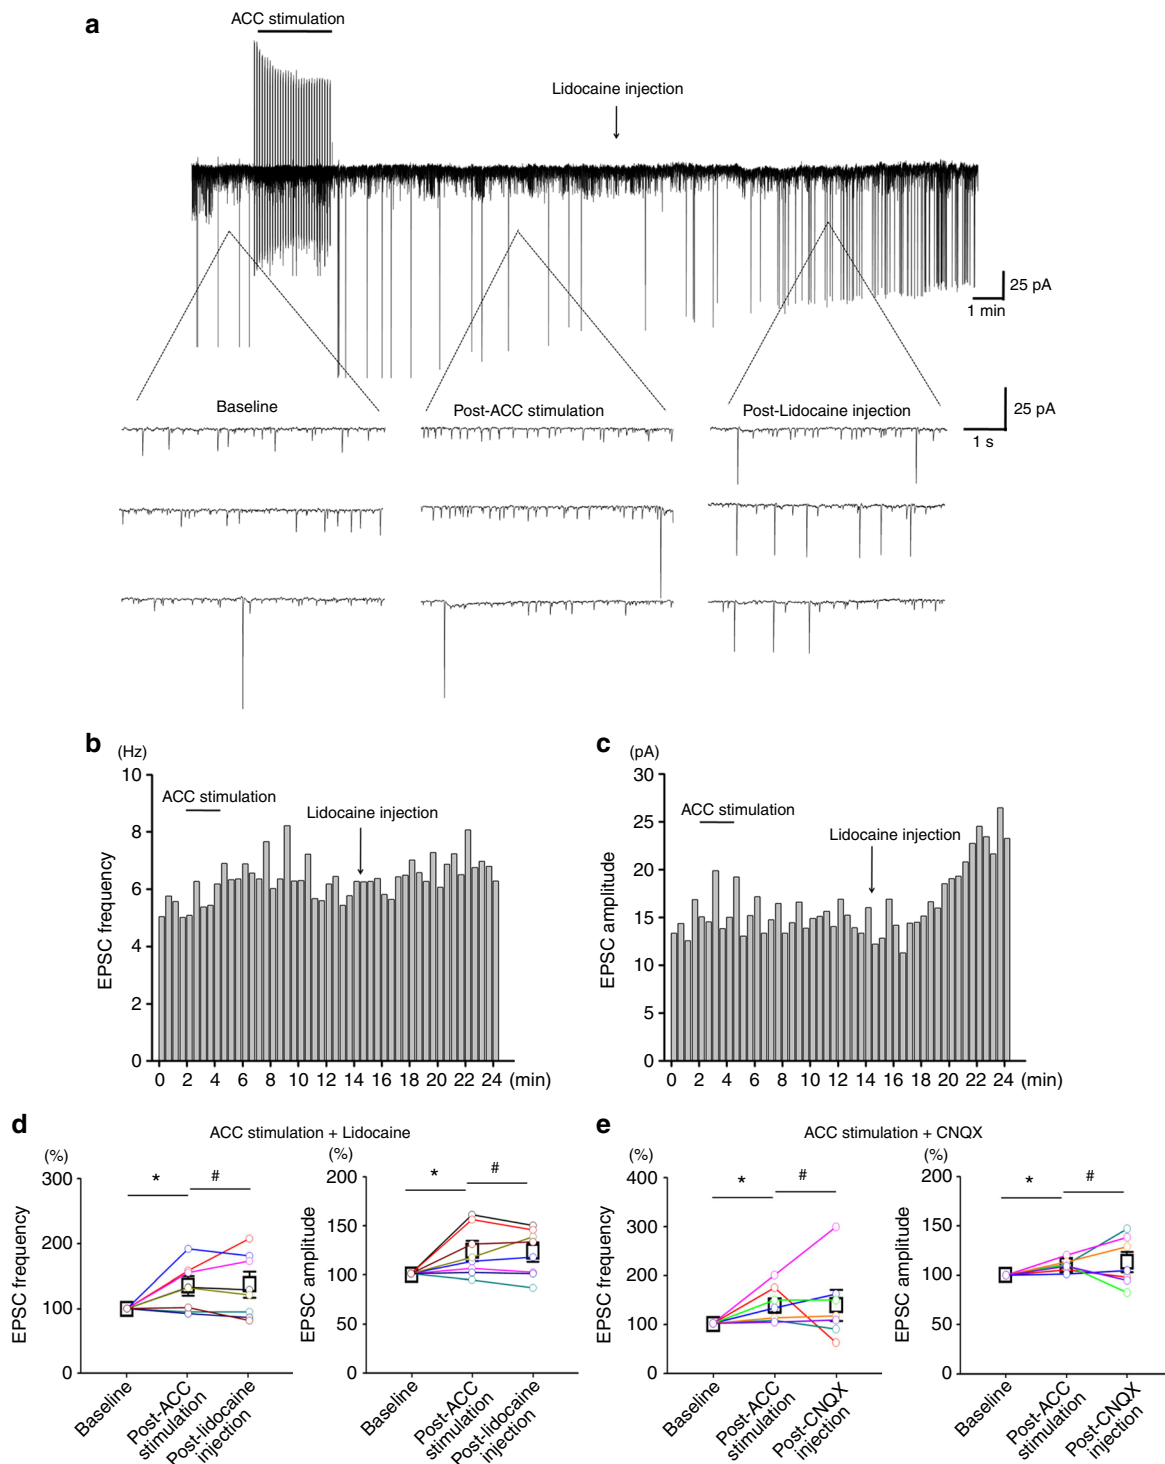 a
ACC stimulation
Lidocaine injection
25 pA
1 min
Baseline
Post-ACC stimulation
Post-Lidocaine injection
25 pA
1 s
b
(Hz)
EPSC frequency
10
8
6
4
2
0
ACC stimulation
Lidocaine injection
0 2 4 6 8 10 12 14 16 18 20 22 24 (min)
c
(pA)
EPSC amplitude
30
25
20
15
10
5
0
ACC stimulation
Lidocaine injection
0 2 4 6 8 10 12 14 16 18 20 22 24 (min)
d
ACC stimulation + Lidocaine
(%)
EPSC frequency
300
200
100
0
* #
Baseline
Post-ACC
stimulation
Post-lidocaine
injection
(%)
EPSC amplitude
200
150
100
50
0
* #
Baseline
Post-ACC
stimulation
Post-lidocaine
injection
e
ACC stimulation + CNQX
(%)
EPSC frequency
400
300
200
100
0
* #
Baseline
Post-ACC
stimulation
Post-CNQX
injection
(%)
EPSC amplitude
200
150
100
50
0
* #
Baseline
Post-ACC
stimulation
Post-CNQX
injection